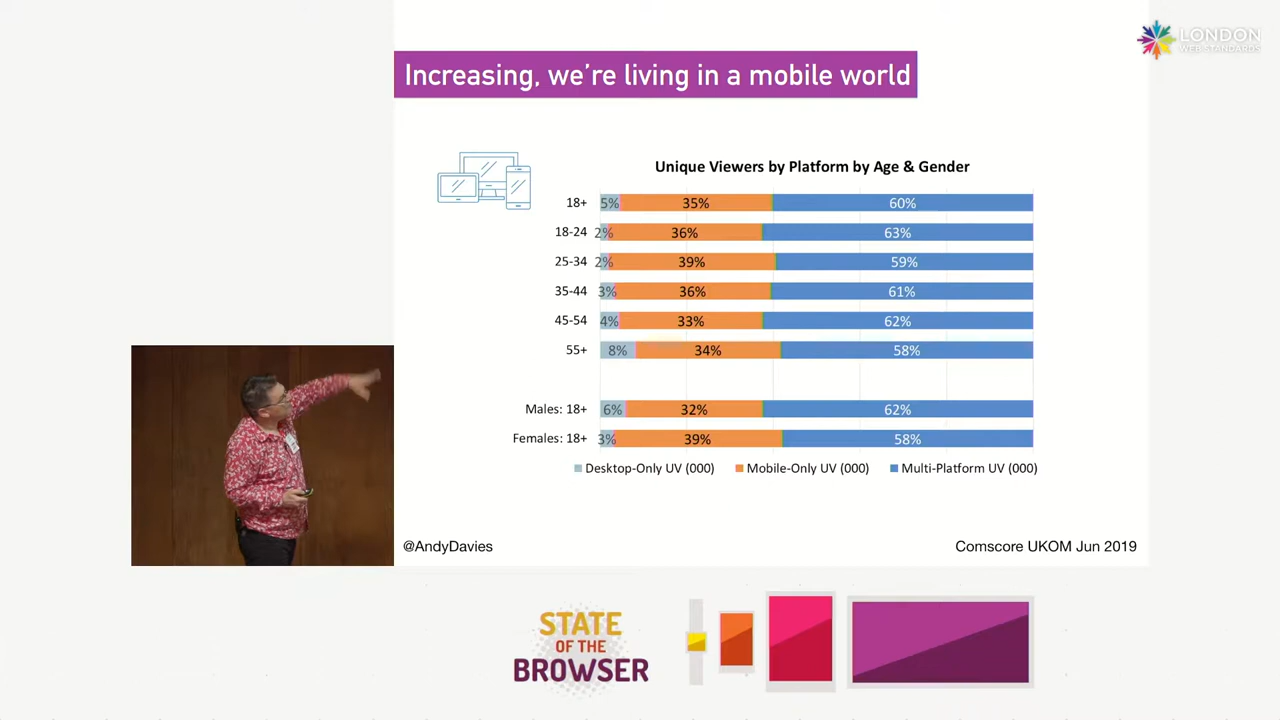 LONDON
WEB STANDARDS
Increasing, we're living in a mobile world
Unique Viewers by Platform by Age & Gender
18+ 5% 35% 60%
18-24 2% 36% 63%
25-34 2% 39% 59%
35-44 3% 36% 61%
45-54 4% 33% 62%
55+ 8% 34% 58%
Males: 18+ 6% 32% 62%
Females: 18+ 3% 39% 58%
Desktop-Only UV (000) Mobile-Only UV (000) Multi-Platform UV (000)
@AndyDavies
Comscore UKOM Jun 2019
STATE
OF THE
BROWSER